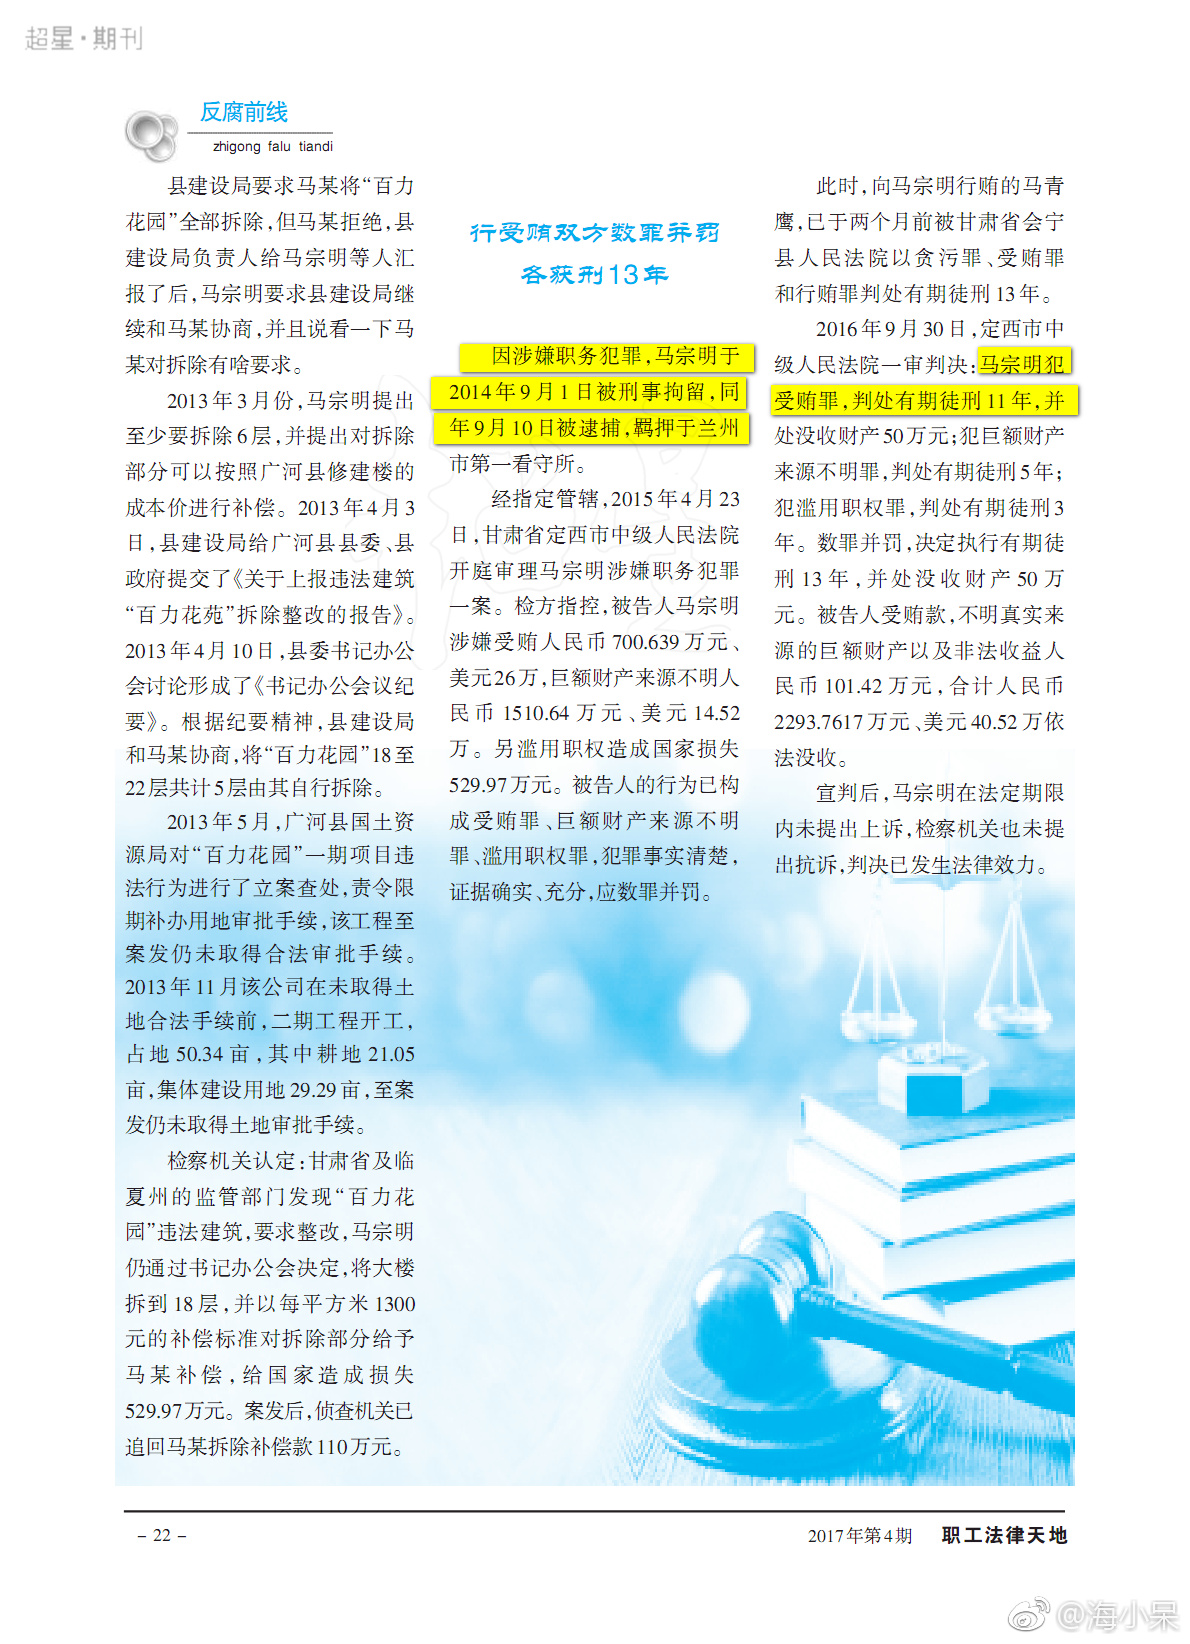 超星·期刊
反腐前线
zhigong falu tiandi
县建设局要求马某将“百力
花园”全部拆除，但马某拒绝，县
建设局负责人给马宗明等人汇
报了后，马宗明要求县建设局继
续和马某协商，并且说看一下马
某对拆除有啥要求。
2013年3月份，马宗明提出
至少要拆除6层，并提出对拆除
部分可以按照广河县修建楼的
成本价进行补偿。2013年4月3
日，县建设局给广河县县委、县
政府提交了《关于上报违法建筑
“百力花苑”拆除整改的报告》。
2013年4月10日，县委书记办公
会讨论形成了《书记办公会议纪
要》。根据纪要精神，县建设局
和马某协商，将“百力花园”18至
22层共计5层由其自行拆除。
2013年5月，广河县国土资
源局对“百力花园”一期项目违
法行为进行了立案查处，责令限
期补办用地审批手续，该工程至
案发仍未取得合法审批手续。
2013年11月该公司在未取得土
地合法手续前，二期工程开工，
占地50.34亩，其中耕地21.05
亩，集体建设用地29.29亩，至案
发仍未取得土地审批手续。
检察机关认定：甘肃省及临
夏州的监管部门发现“百力花
园”违法建筑，要求整改，马宗明
仍通过书记办公会决定，将大楼
拆到18层，并以每平方米1300
元的补偿标准对拆除部分给予
马某补偿，给国家造成损失
529.97万元。案发后，侦查机关已
追回马某拆除补偿款110万元。
行受贿双方数罪并罚
各获刑13年
因涉嫌职务犯罪，马宗明于
2014年9月1日被刑事拘留，同
年9月10日被逮捕，羁押于兰州
市第一看守所。
经指定管辖，2015年4月23
日，甘肃省定西市中级人民法院
开庭审理马宗明涉嫌职务犯罪
一案。检方指控，被告人马宗明
涉嫌受贿人民币700.639万元、
美元26万，巨额财产来源不明人
民币1510.64万元、美元14.52
万。另滥用职权造成国家损失
529.97万元。被告人的行为已构
成受贿罪、巨额财产来源不明
罪、滥用职权罪，犯罪事实清楚，
证据确实、充分，应数罪并罚。
此时，向马宗明行贿的马青
鹰，已于两个月前被甘肃省会宁
县人民法院以贪污罪、受贿罪
和行贿罪判处有期徒刑13年。
2016年9月30日，定西市中
级人民法院一审判决：马宗明犯
受贿罪，判处有期徒刑11年，并
处没收财产50万元；犯巨额财产
来源不明罪，判处有期徒刑5年；
犯滥用职权罪，判处有期徒刑3
年。数罪并罚，决定执行有期徒
刑13年，并处没收财产50万
元。被告人受贿款，不明真实来
源的巨额财产以及非法收益人
民币101.42万元，合计人民币
2293.7617万元、美元40.52万依
法没收。
宣判后，马宗明在法定期限
内未提出上诉，检察机关也未提
出抗诉，判决已发生法律效力。
- 22 -
2017年第4期 职工法律天地
@海小呆